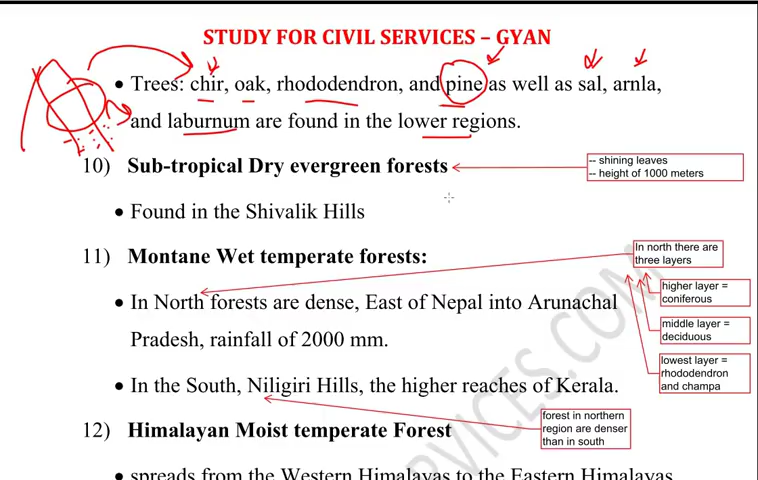 STUDY FOR CIVIL SERVICES – GYAN
• Trees: chir, oak, rhododendron, and pine as well as sal, arnla,
and laburnum are found in the lower regions.
10) Sub-tropical Dry evergreen forests
-- shining leaves
-- height of 1000 meters
• Found in the Shivalik Hills
11) Montane Wet temperate forests:
In north there are
three layers
higher layer =
coniferous
middle layer =
deciduous
lowest layer =
rhododendron
and champa
• In North forests are dense, East of Nepal into Arunachal
Pradesh, rainfall of 2000 mm.
• In the South, Niligiri Hills, the higher reaches of Kerala.
forest in northern
region are denser
than in south
12) Himalayan Moist temperate Forest
• spreads from the Western Himalayas to the Eastern Himalayas
RVICES.COM